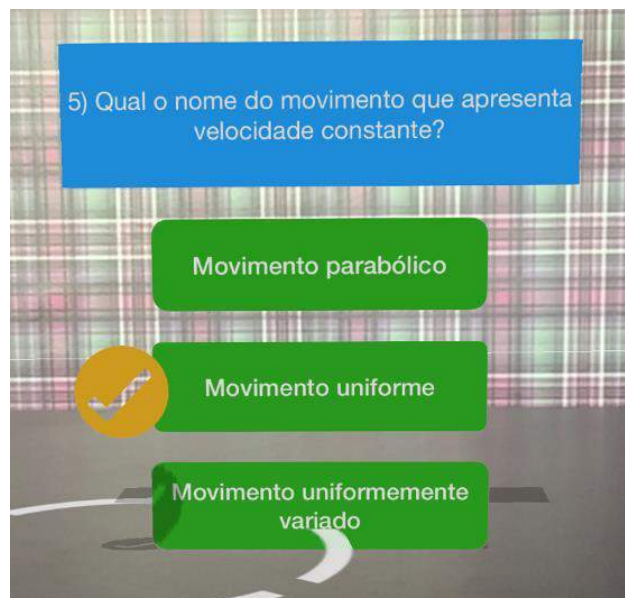 5) Qual o nome do movimento que apresenta
velocidade constante?
Movimento parabólico
Movimento uniforme
Movimento uniformemente
variado